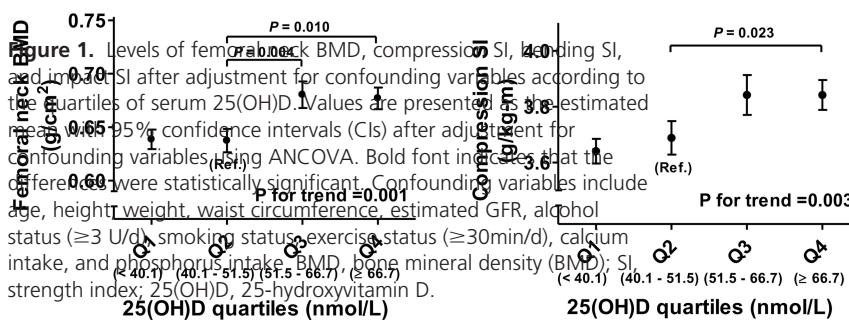 0.75
P = 0.010
Figure 1. Levels of femoral neck BMD, compression SI, bending SI,
and impact SI after adjustment for confounding variables according to
the quartiles of serum 25(OH)D. Values are presented as the estimated
mean with 95% confidence intervals (CIs) after adjustment for
confounding variables using ANCOVA. Bold font indicates that the
differences were statistically significant. Confounding variables include
age, height, weight, waist circumference, estimated GFR, alcohol
status (≥3 U/d), smoking status, exercise status (≥30min/d), calcium
intake, and phosphorus intake. BMD, bone mineral density (BMD); SI,
strength index; 25(OH)D, 25-hydroxyvitamin D.
Femoral neck BMD
(g/cm²)
0.70
0.65
0.60
P = 0.004
(Ref.)
P for trend =0.001
Q1 Q2 Q3 Q4
(< 40.1) (40.1 - 51.5) (51.5 - 66.7) (≥ 66.7)
25(OH)D quartiles (nmol/L)
Compression SI
(g/kg·m)
4.0
3.8
3.6
P = 0.023
(Ref.)
P for trend =0.003
Q1 Q2 Q3 Q4
(< 40.1) (40.1 - 51.5) (51.5 - 66.7) (≥ 66.7)
25(OH)D quartiles (nmol/L)